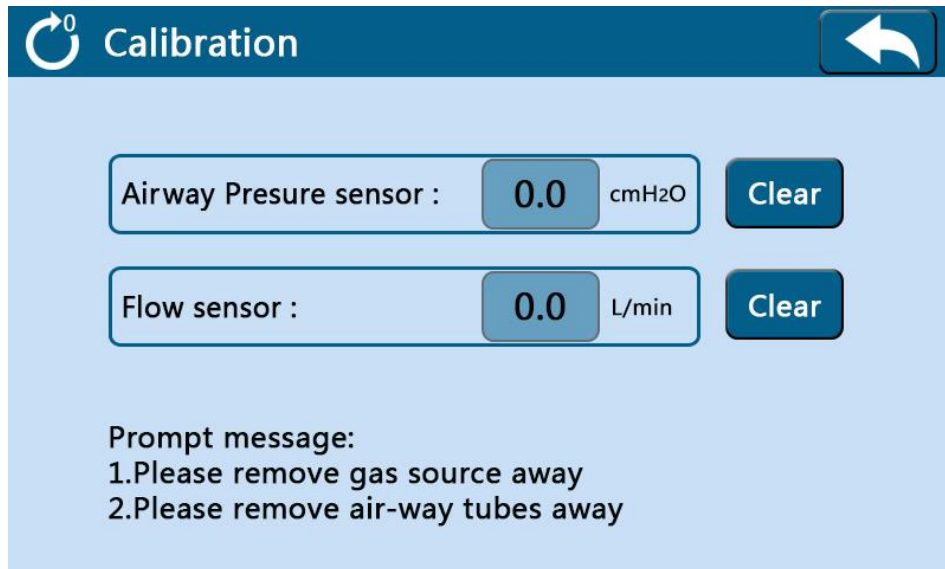 0 Calibration
Airway Presure sensor : 0.0 cmH2O Clear
Flow sensor : 0.0 L/min Clear
Prompt message:
1.Please remove gas source away
2.Please remove air-way tubes away